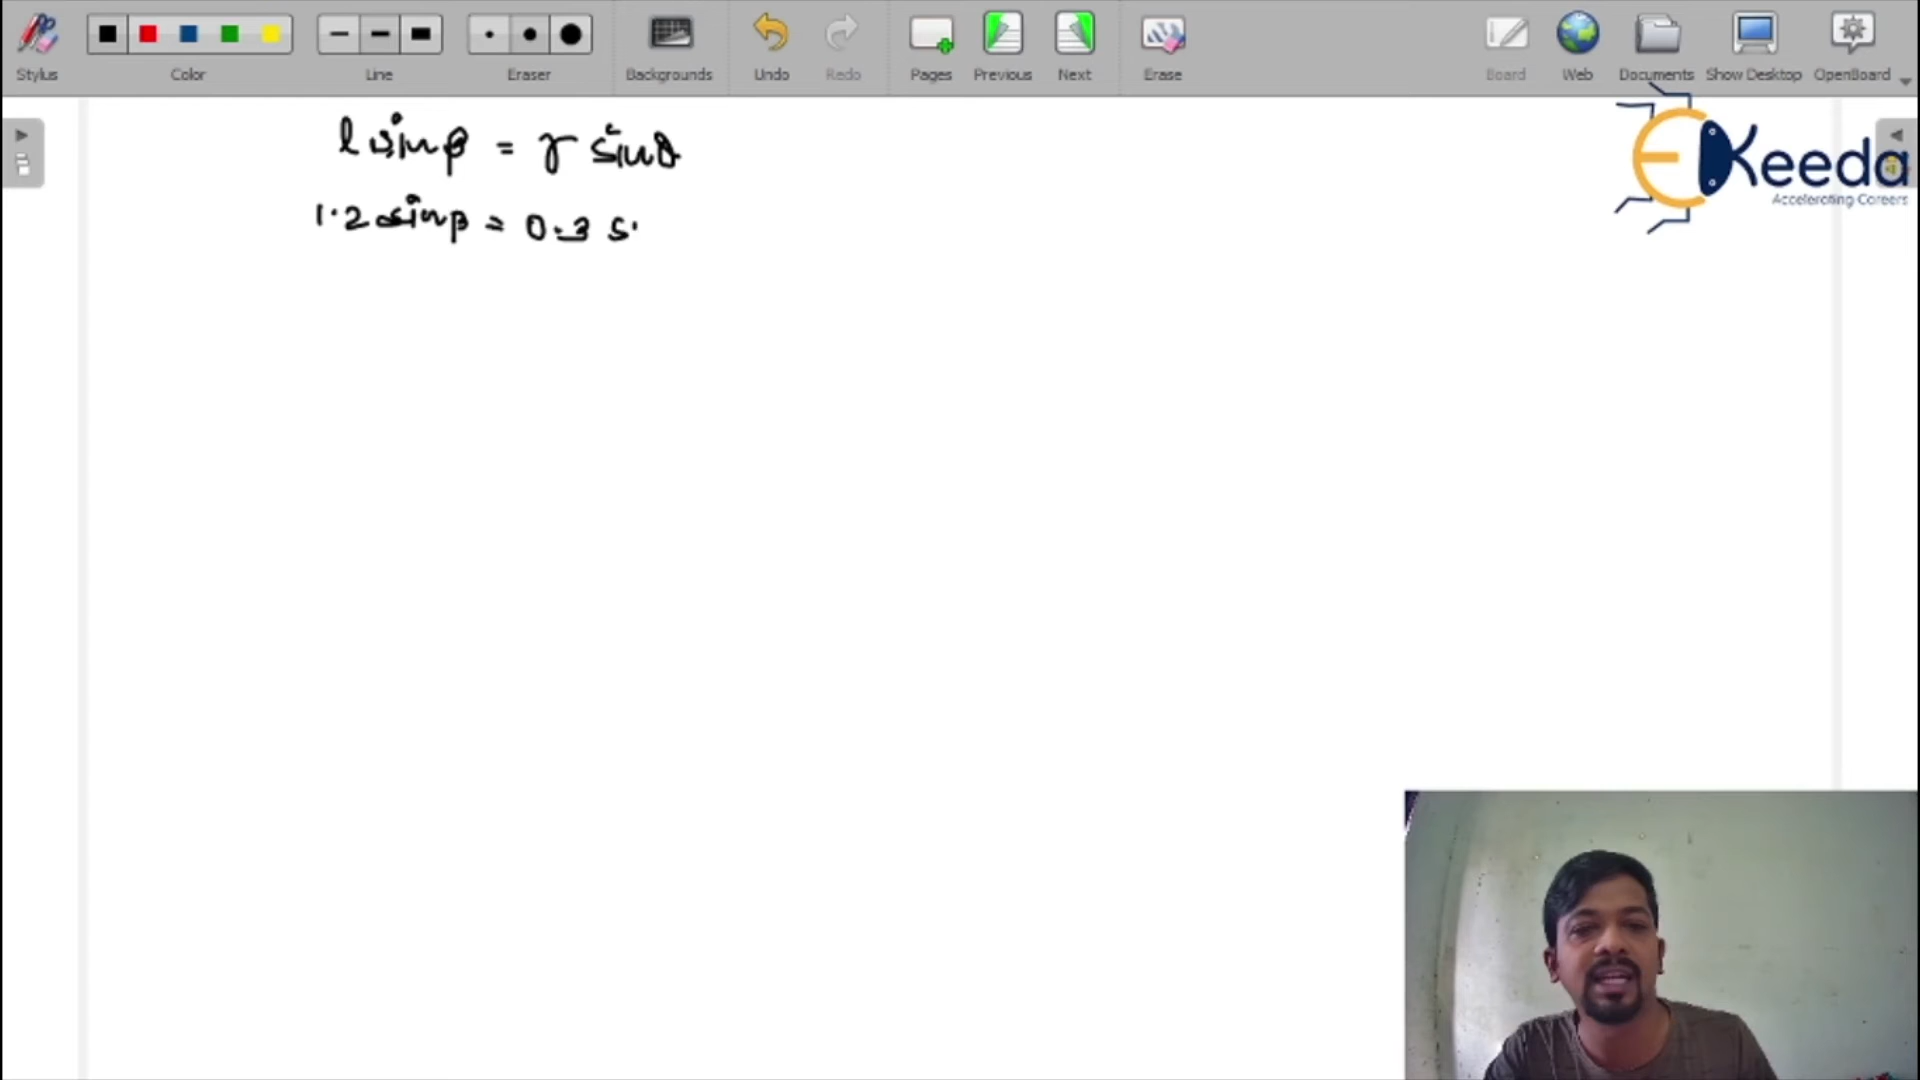 Stylus Color Line Eraser Backgrounds Undo Redo Pages Previous Next Erase Board Web Documents Show Desktop OpenBoard
l sinβ = r sinθ
1.2 sinβ = 0.3 s
EKeeda
Accelerating Careers